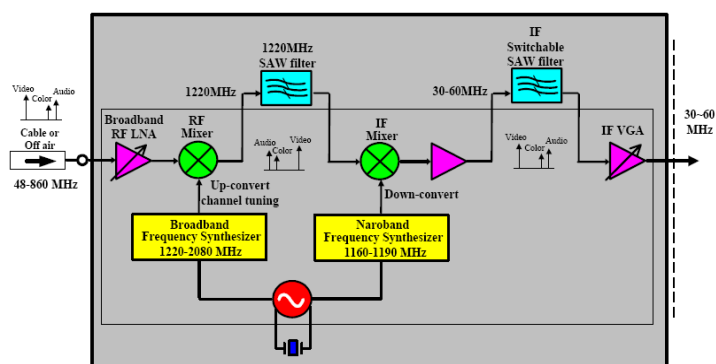 IF
Switchable
SAW filter
1220MHz
SAW filter
Video
Audio
Color
1220MHz
30-60MHz
Cable or
Off air
48-860 MHz
Broadband
RF LNA
RF
Mixer
Audio
Video
Color
IF
Mixer
Video
Audio
Color
IF VGA
30~60
MHz
Up-convert
channel tuning
Down-convert
Broadband
Frequency Synthesizer
1220-2080 MHz
Naroband
Frequency Synthesizer
1160-1190 MHz